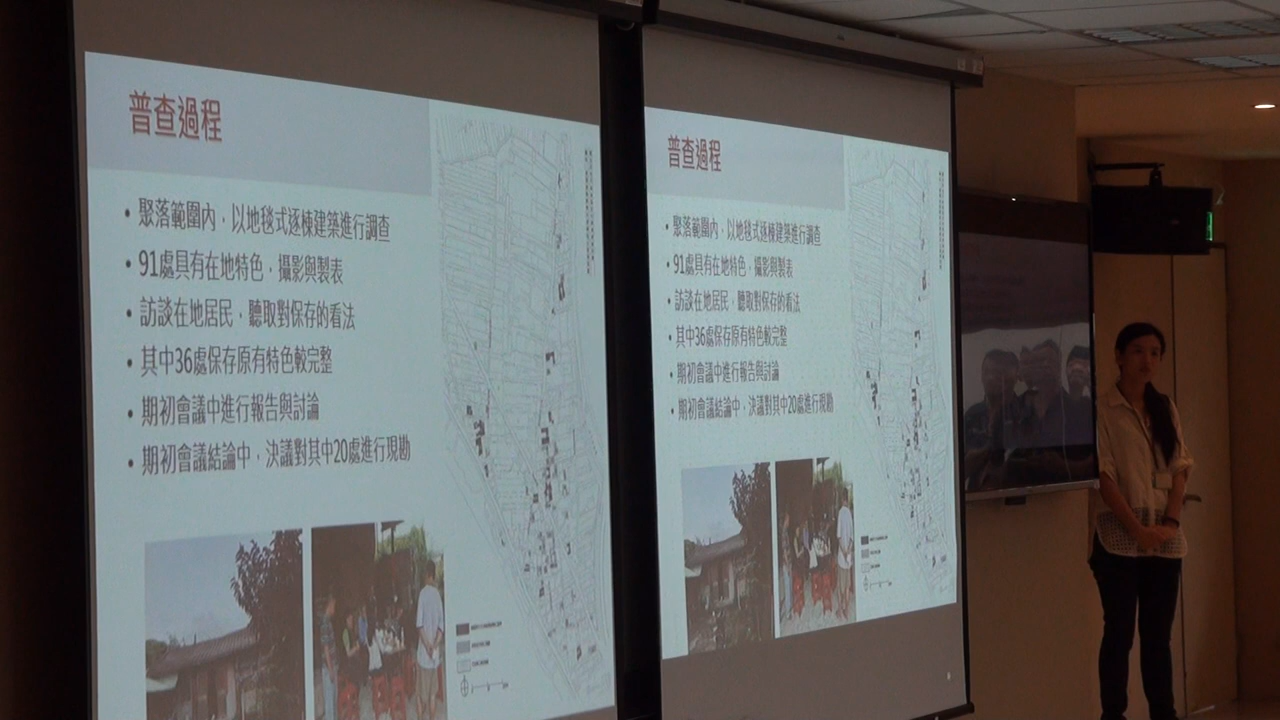 普查過程
• 聚落範圍內，以地毯式逐棟建築進行調查
• 91處具有在地特色，攝影與製表
• 訪談在地居民，聽取對保存的看法
• 其中36處保存原有特色較完整
• 期初會議中進行報告與討論
• 期初會議結論中，決議對其中20處進行現勘
普查過程
• 聚落範圍內，以地毯式逐棟建築進行調查
• 91處具有在地特色，攝影與製表
• 訪談在地居民，聽取對保存的看法
• 其中36處保存原有特色較完整
• 期初會議中進行報告與討論
• 期初會議結論中，決議對其中20處進行現勘